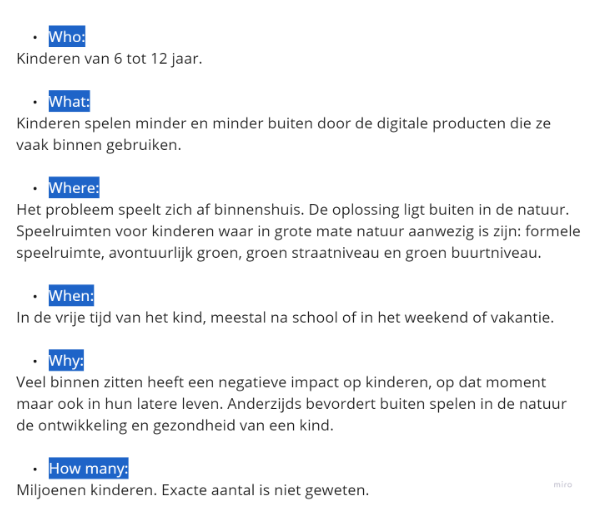 • Who:
Kinderen van 6 tot 12 jaar.
• What:
Kinderen spelen minder en minder buiten door de digitale producten die ze
vaak binnen gebruiken.
• Where:
Het probleem speelt zich af binnenshuis. De oplossing ligt buiten in de natuur.
Speelruimten voor kinderen waar in grote mate natuur aanwezig is zijn: formele
speelruimte, avontuurlijk groen, groen straatniveau en groen buurtniveau.
• When:
In de vrije tijd van het kind, meestal na school of in het weekend of vakantie.
• Why:
Veel binnen zitten heeft een negatieve impact op kinderen, op dat moment
maar ook in hun latere leven. Anderzijds bevordert buiten spelen in de natuur
de ontwikkeling en gezondheid van een kind.
• How many:
Miljoenen kinderen. Exacte aantal is niet geweten.
miro